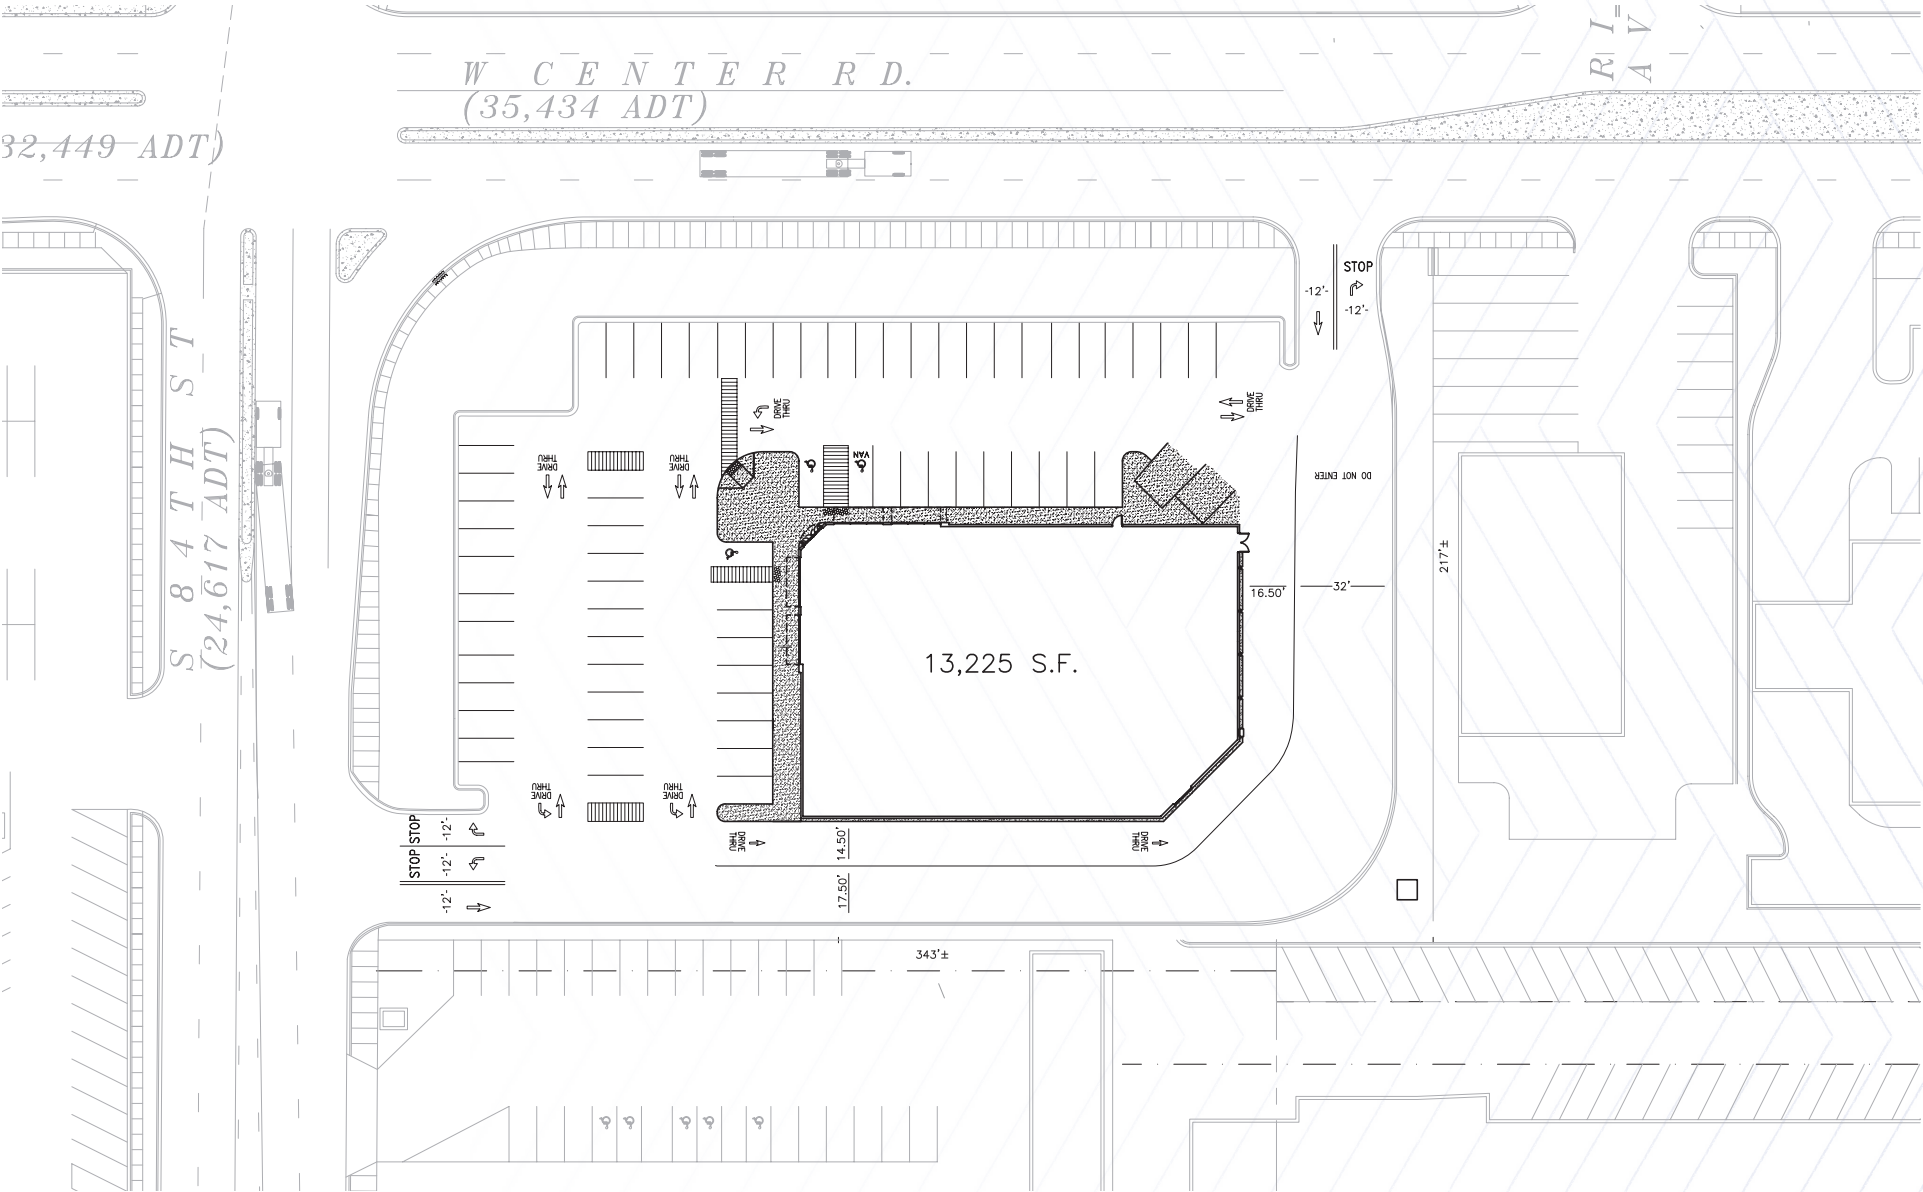 W CENTER RD.
(35,434 ADT)
32,449 ADT)
R I
A V
S 84TH ST
(24,617 ADT)
STOP
-12'-
-12'-
DRIVE THRU
DRIVE THRU
DRIVE THRU
DRIVE THRU
VAN
DO NOT ENTER
217'±
16.50'
32'
13,225 S.F.
DRIVE THRU
DRIVE THRU
STOP
-12'-
STOP
-12'-
-12'-
DRIVE THRU
14.50'
DRIVE THRU
17.50'
343'±